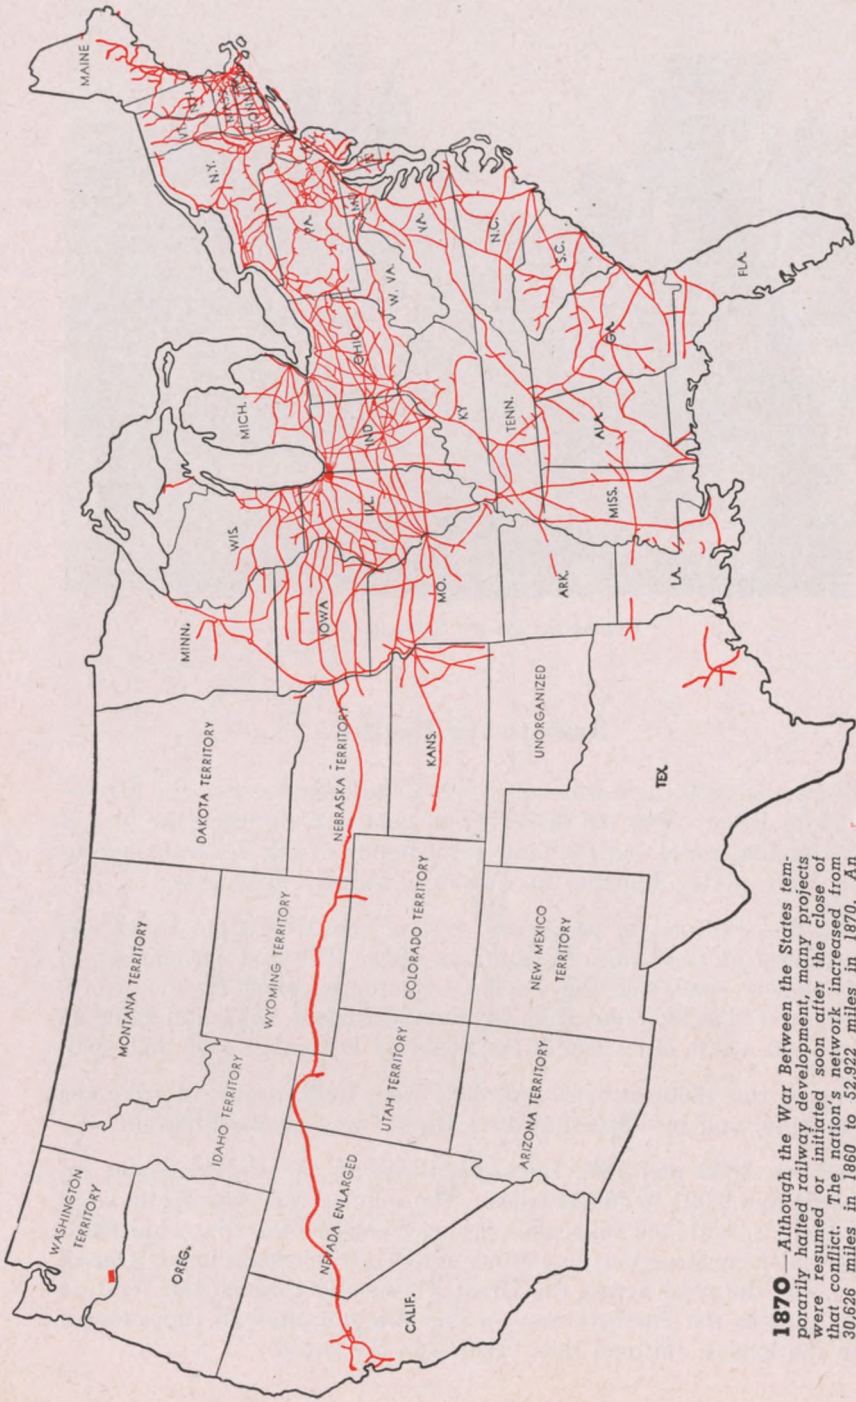 WASHINGTON
TERRITORY
OREG.
CALIF.
NEVADA ENLARGED
IDAHO TERRITORY
MONTANA TERRITORY
WYOMING TERRITORY
UTAH TERRITORY
ARIZONA TERRITORY
COLORADO TERRITORY
NEW MEXICO
TERRITORY
DAKOTA TERRITORY
NEBRASKA TERRITORY
KANS.
UNORGANIZED
TEX.
MINN.
IOWA
MO.
ARK.
LA.
WIS.
ILL.
MICH.
IND.
OHIO
KY
TENN.
MISS.
ALA.
GA.
FLA.
S.C.
N.C.
VA.
W. VA.
MD.
PA.
N.Y.
VT.
N.H.
MASS.
CONN.
MAINE
1870—Although the War Between the States tem-
porarily halted railway development, many projects
were resumed or initiated soon after the close of
that conflict. The nation's network increased from
30,626 miles in 1860 to 52,922 miles in 1870. An